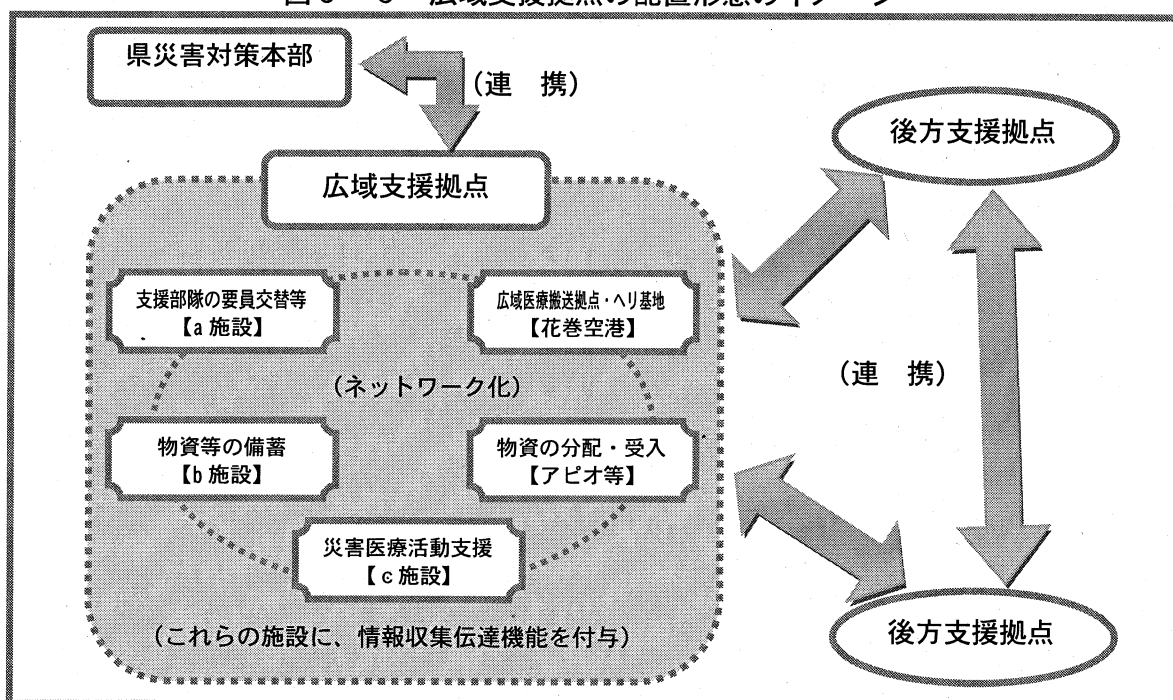 県災害対策本部
(連 携)
後方支援拠点
広域支援拠点
支援部隊の要員交替等
【a 施設】
広域医療搬送拠点・ヘリ基地
【花巻空港】
(ネットワーク化)
(連 携)
物資等の備蓄
【b 施設】
物資の分配・受入
【アピオ等】
災害医療活動支援
【c 施設】
(これらの施設に、情報収集伝達機能を付与)
後方支援拠点